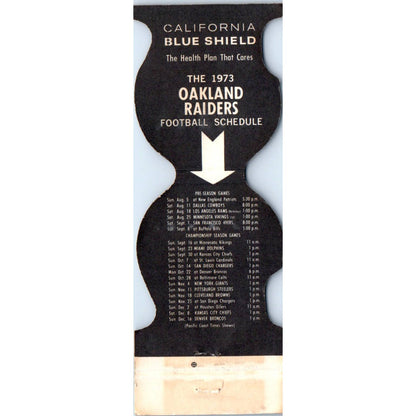 CALIFORNIA
BLUE SHIELD
The Health Plan That Cares
THE 1973
OAKLAND
RAIDERS
FOOTBALL SCHEDULE
PRE-SEASON GAMES
Sun. Aug. 5 at New England Patriots 5:30 p.m.
Sat. Aug. 11 DALLAS COWBOYS 8:00 p.m.
Sat. Aug. 18 LOS ANGELES RAMS 1:00 p.m.
Sat. Aug. 25 MINNESOTA VIKINGS 1:00 p.m.
Sat. Sept. 1 SAN FRANCISCO 49ERS 8:00 p.m.
Sat. Sept. 8 at Buffalo Bills 5:00 p.m.
CHAMPIONSHIP SEASON GAMES
Sun. Sept. 16 at Minnesota Vikings 11 a.m.
Sun. Sept. 23 MIAMI DOLPHINS 1 p.m.
Sun. Sept. 30 at Kansas City Chiefs 1 p.m.
Sun. Oct. 7 at St. Louis Cardinals 11 a.m.
Sun. Oct. 14 SAN DIEGO CHARGERS 1 p.m.
Mon. Oct. 22 at Denver Broncos 6 p.m.
Sun. Oct. 28 at Baltimore Colts 11 a.m.
Sun. Nov. 4 NEW YORK GIANTS 1 p.m.
Sun. Nov. 11 PITTSBURGH STEELERS 1 p.m.
Sun. Nov. 18 CLEVELAND BROWNS 1 p.m.
Sun. Nov. 25 at San Diego Chargers 1 p.m.
Sun. Dec. 2 at Houston Oilers 11 a.m.
Sat. Dec. 8 KANSAS CITY CHIEFS 1 p.m.
Sun. Dec. 16 DENVER BRONCOS 1 p.m.
(Pacific Coast Times Shown)